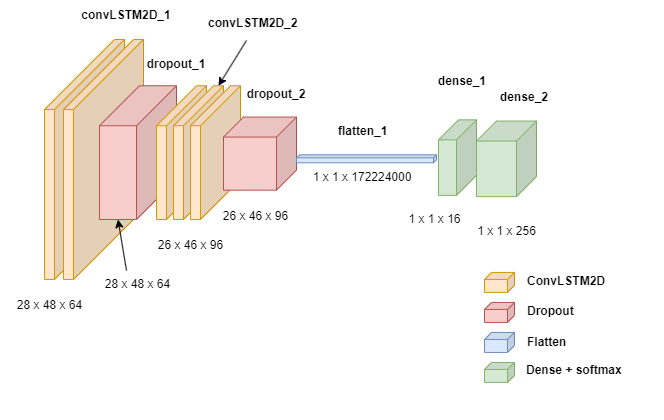 convLSTM2D_1
convLSTM2D_2
dropout_1
dropout_2
dense_1
dense_2
flatten_1
1 x 1 x 172224000
26 x 46 x 96
1 x 1 x 16
1 x 1 x 256
26 x 46 x 96
28 x 48 x 64
28 x 48 x 64
ConvLSTM2D
Dropout
Flatten
Dense + softmax